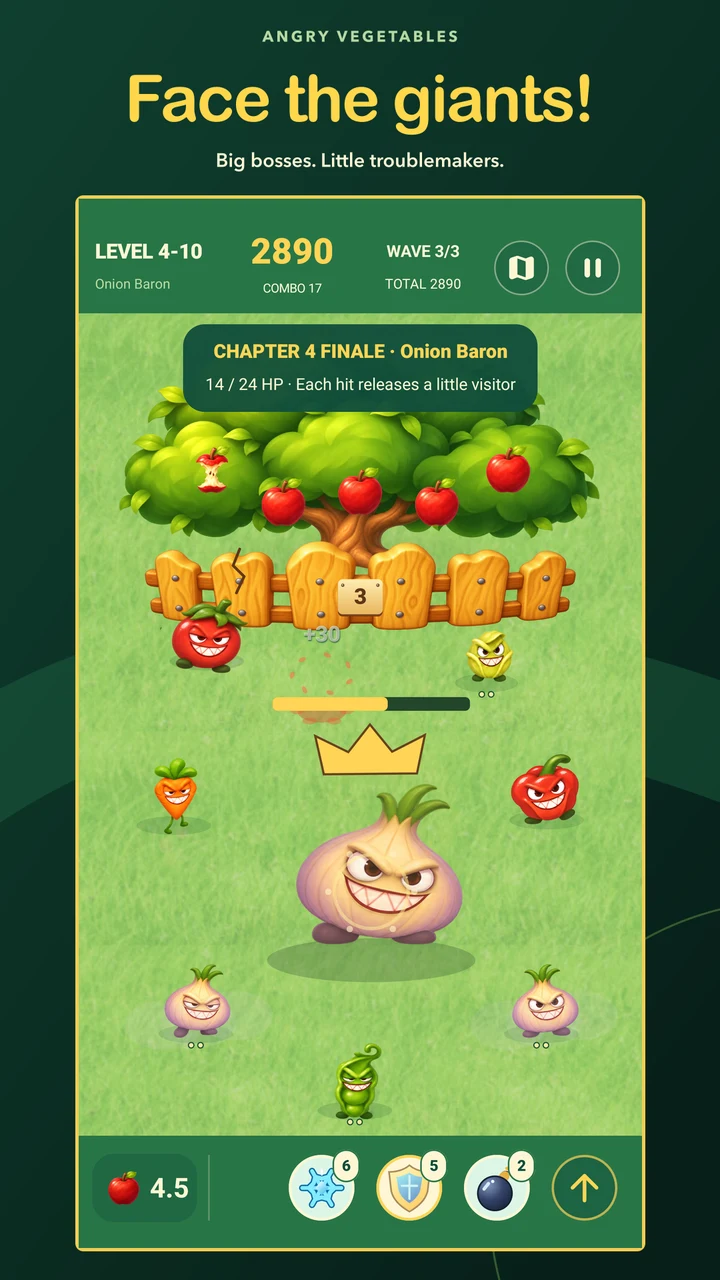 ANGRY VEGETABLES
Face the giants!
Big bosses. Little troublemakers.
LEVEL 4-10
2890
WAVE 3/3
Onion Baron
COMBO 17
TOTAL 2890
CHAPTER 4 FINALE · Onion Baron
14 / 24 HP · Each hit releases a little visitor
3
+30
4.5
6
5
2